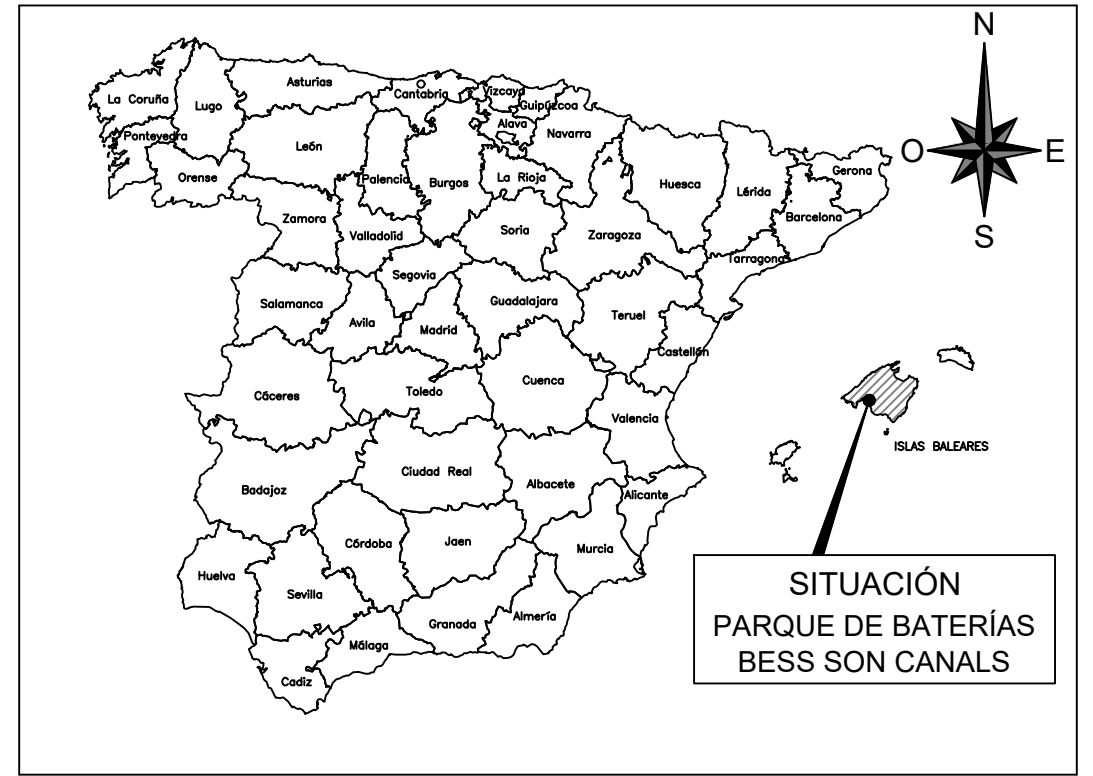 N
O
E
S
La Coruña
Lugo
Asturias
Cantabria
Vizcaya
Guipúzcoa
Alava
Navarra
Pontevedra
Orense
León
Palencia
Burgos
La Rioja
Huesca
Lérida
Gerona
Barcelona
Zamora
Valladolid
Soria
Zaragoza
Tarragona
Segovia
Salamanca
Avila
Madrid
Guadalajara
Teruel
Castellón
Cáceres
Toledo
Cuenca
Valencia
ISLAS BALEARES
Badajoz
Ciudad Real
Albacete
Alicante
Huelva
Sevilla
Córdoba
Jaen
Murcia
Granada
Almería
Málaga
Cadiz
SITUACIÓN
PARQUE DE BATERÍAS
BESS SON CANALS